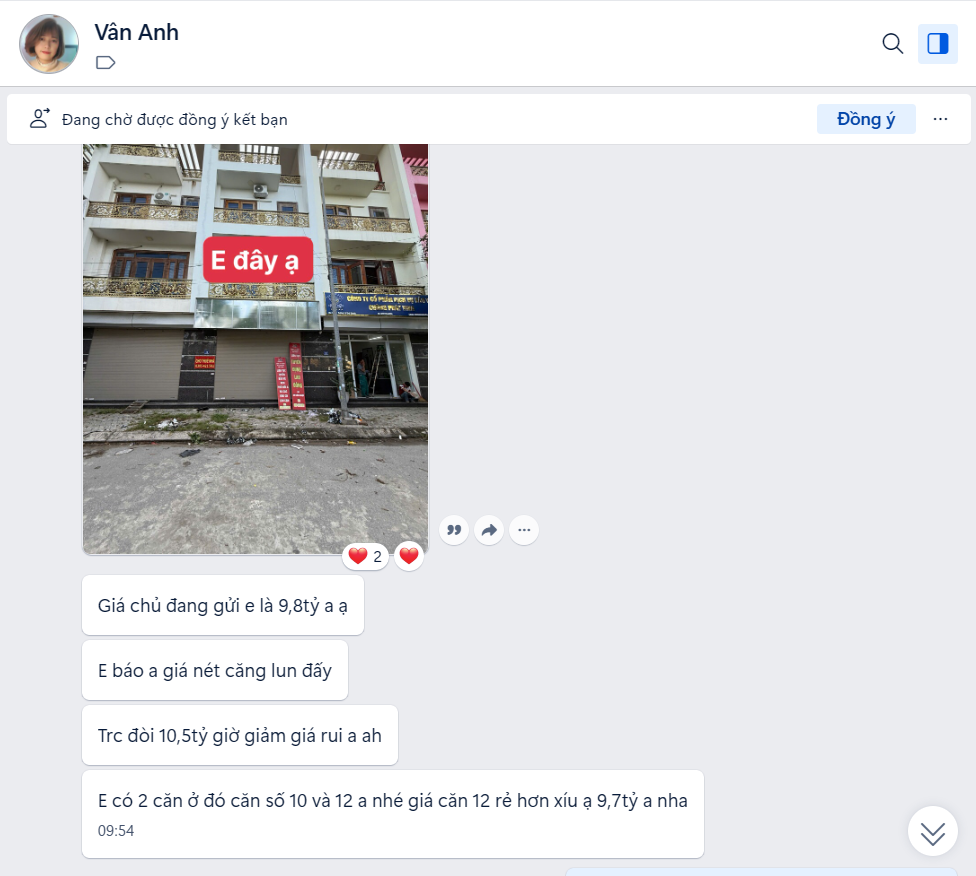 Vân Anh
Đang chờ được đồng ý kết bạn
Đồng ý
E đây ạ
2
Giá chủ đang gửi e là 9,8tỷ a ạ
E báo a giá nét căng lun đấy
Trc đòi 10,5tỷ giờ giảm giá rui a ah
E có 2 căn ở đó căn số 10 và 12 a nhé giá căn 12 rẻ hơn xíu ạ 9,7tỷ a nha
09:54